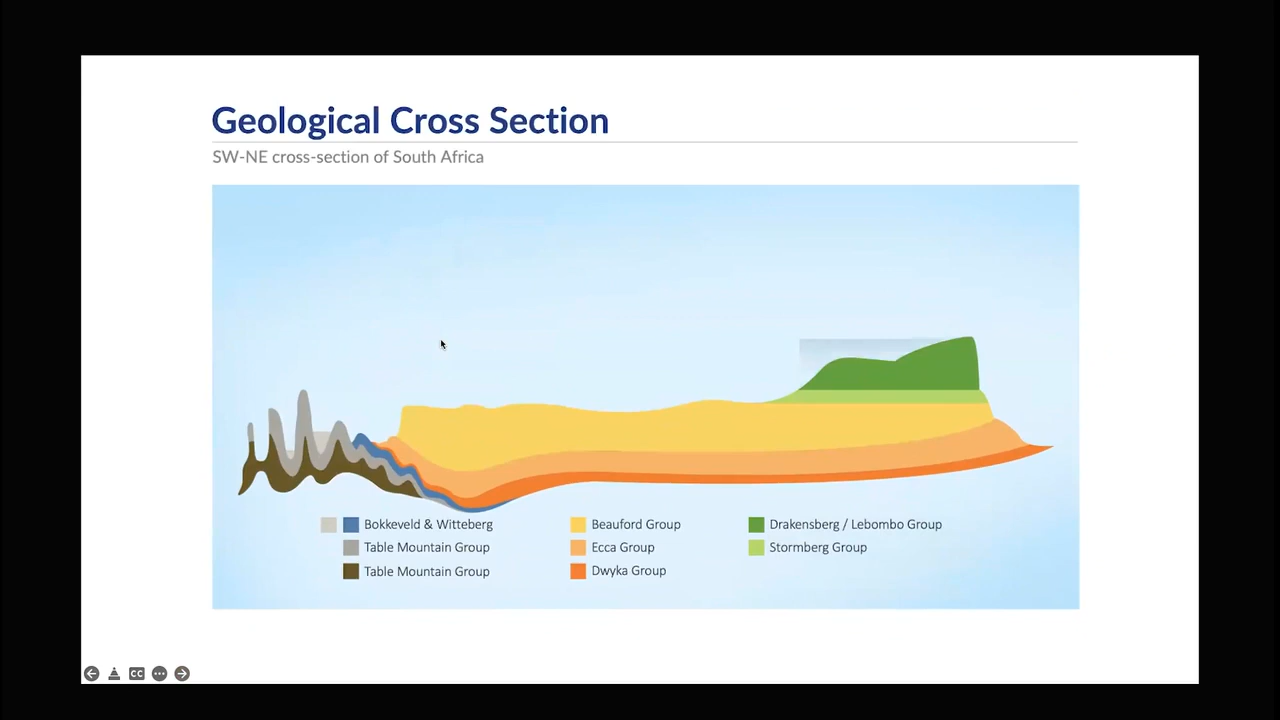 Geological Cross Section
SW-NE cross-section of South Africa
Bokkeveld & Witteberg
Table Mountain Group
Table Mountain Group
Beauford Group
Ecca Group
Dwyka Group
Drakensberg / Lebombo Group
Stormberg Group
CC